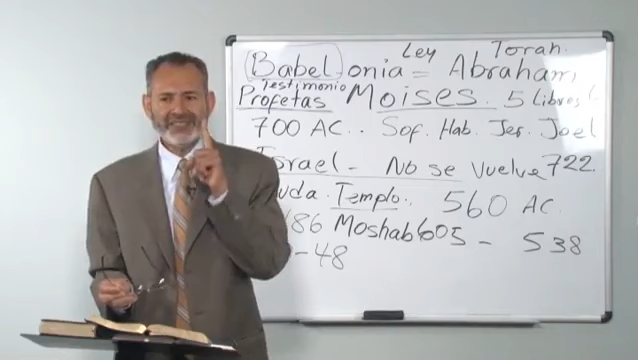 Ley Torah.
(Babel)onia = Abraham,
Testimonio
Profetas Moises. 5 libros.
700 AC.. Sof. Hab. Jer. Joel
Israel - No se vuelve 722.
uda. Templo.. 560 AC.
86 Moshab 605 - 538
-48